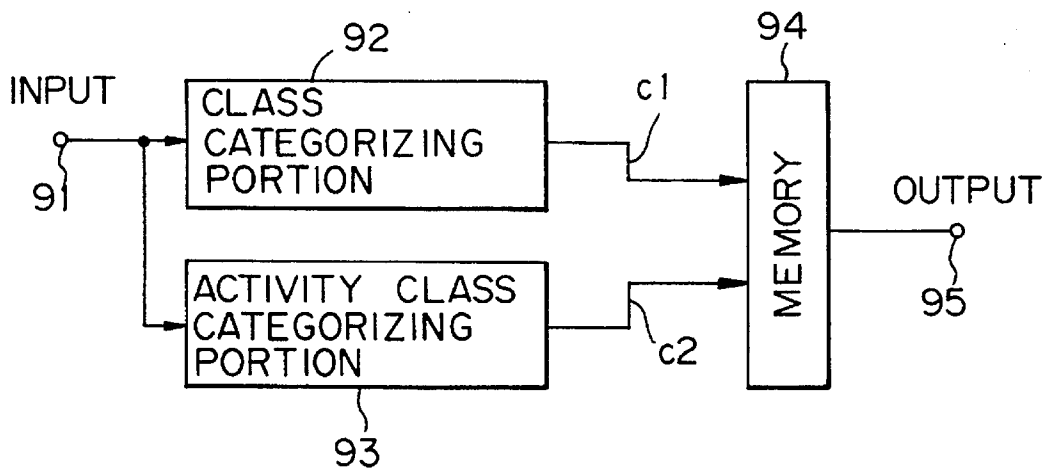 92
94
INPUT
CLASS
CATEGORIZING
PORTION
c1
91
MEMORY
OUTPUT
95
ACTIVITY CLASS
CATEGORIZING
PORTION
c2
93